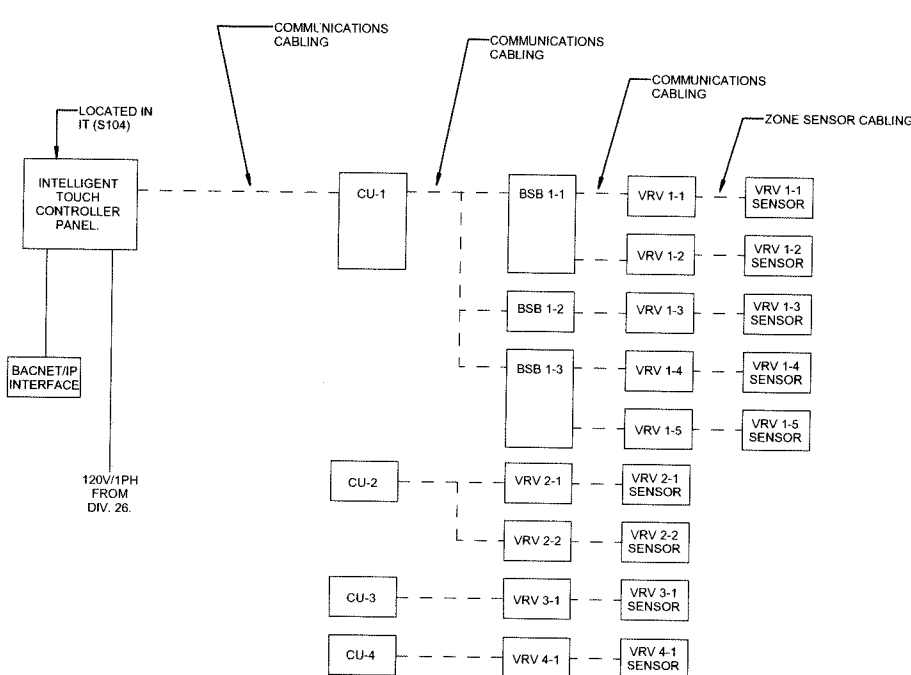 COMMUNICATIONS
CABLING
COMMUNICATIONS
CABLING
COMMUNICATIONS
CABLING
ZONE SENSOR CABLING
LOCATED IN
IT (S104)
INTELLIGENT
TOUCH
CONTROLLER
PANEL.
CU-1
BSB 1-1
VRV 1-1
VRV 1-1
SENSOR
VRV 1-2
VRV 1-2
SENSOR
BSB 1-2
VRV 1-3
VRV 1-3
SENSOR
BACNET/IP
INTERFACE
BSB 1-3
VRV 1-4
VRV 1-4
SENSOR
VRV 1-5
VRV 1-5
SENSOR
120V/1PH
FROM
DIV. 26.
CU-2
VRV 2-1
VRV 2-1
SENSOR
VRV 2-2
VRV 2-2
SENSOR
CU-3
VRV 3-1
VRV 3-1
SENSOR
CU-4
VRV 4-1
VRV 4-1
SENSOR